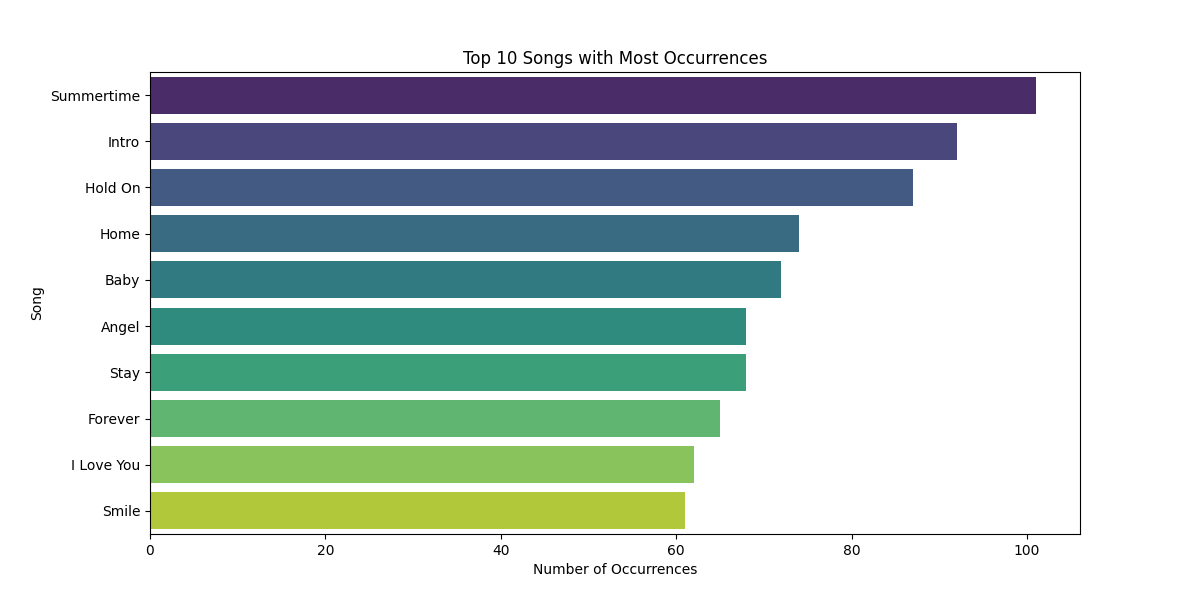 Top 10 Songs with Most Occurrences
Song
Summertime
Intro
Hold On
Home
Baby
Angel
Stay
Forever
I Love You
Smile
0 20 40 60 80 100
Number of Occurrences